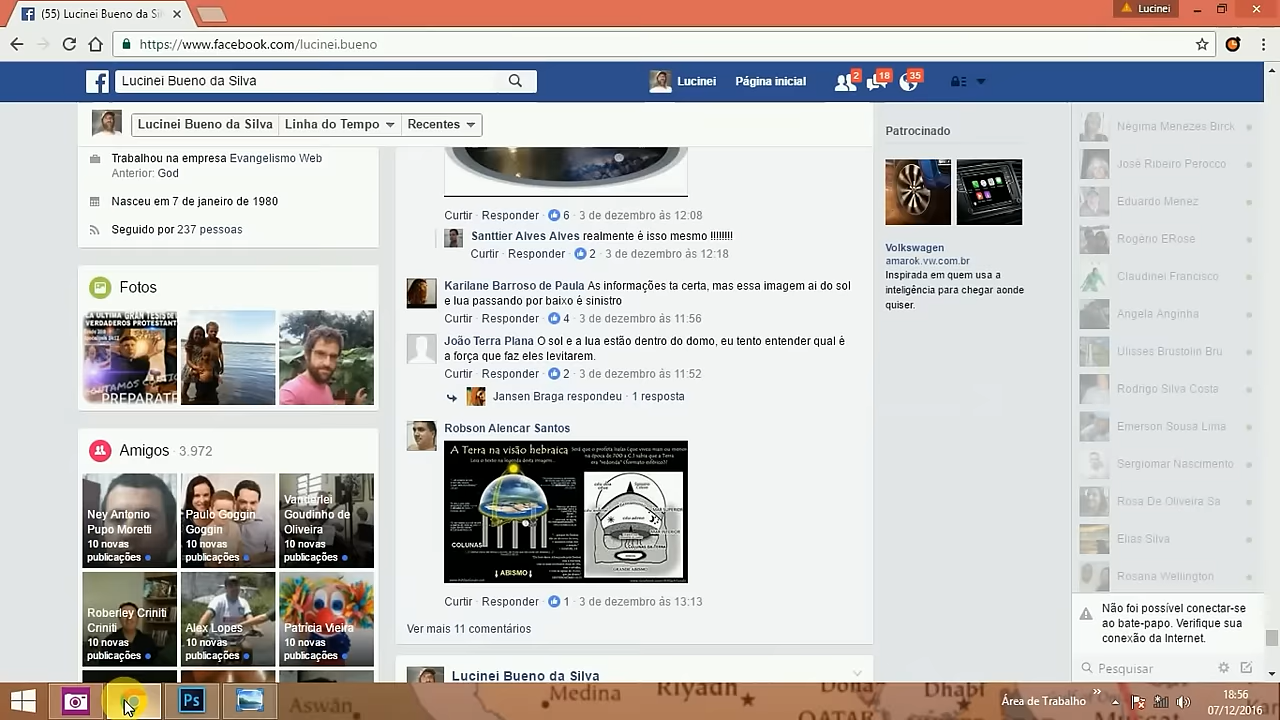 (55) Lucinei Bueno da Si
Lucinei
https://www.facebook.com/lucinei.bueno
Lucinei Bueno da Silva
Lucinei
Página inicial
2
18
35
Lucinei Bueno da Silva
Linha do Tempo
Recentes
Trabalhou na empresa Evangelismo Web
Anterior: God
Nasceu em 7 de janeiro de 1980
Seguido por 237 pessoas
Fotos
PREPARATE
Amigos 3.972
Ney Antonio
Pupo Moretti
10 novas
publicações
Paulo Goggin
Goggin
10 novas
publicações
Vanderlei
Goudinho de
Oliveira
10 novas
publicações
Roberley Criniti
Criniti
10 novas
publicações
Alex Lopes
10 novas
publicações
Patricia Vieira
10 novas
publicações
Curtir · Responder · 6 · 3 de dezembro às 12:08
Santtier Alves Alves realmente é isso mesmo !!!!!!!!
Curtir · Responder · 2 · 3 de dezembro às 12:18
Karilane Barroso de Paula As informações ta certa, mas essa imagem ai do sol
e lua passando por baixo é sinistro
Curtir · Responder · 4 · 3 de dezembro às 11:56
João Terra Plana O sol e a lua estão dentro do domo, eu tento entender qual é
a força que faz eles levitarem.
Curtir · Responder · 2 · 3 de dezembro às 11:52
Jansen Braga respondeu · 1 resposta
Robson Alencar Santos
A Terra na visão hebraica
COLUNAS
ABISMO
Curtir · Responder · 1 · 3 de dezembro às 13:13
Ver mais 11 comentários
Lucinei Bueno da Silva
Patrocinado
Volkswagen
amarok.vw.com.br
Inspirada em quem usa a
inteligência para chegar aonde
quiser.
Négima Menezes Birck
José Ribeiro Perocco
Eduardo Menez
Rogério ERose
Claudinei Francisco
Angela Anginha
Ulisses Brustolin Bru
Rodrigo Silva Costa
Emerson Sousa Lima
Sergiomar Nascimento
Rosa De Oliveira Sa
Elias Silva
Rosana Wellington
Não foi possível conectar-se
ao bate-papo. Verifique sua
conexão da Internet.
Pesquisar
Ps
Assuã
Medina
Riyadh
Doha
Dhabi
Área de Trabalho
18:56
07/12/2016